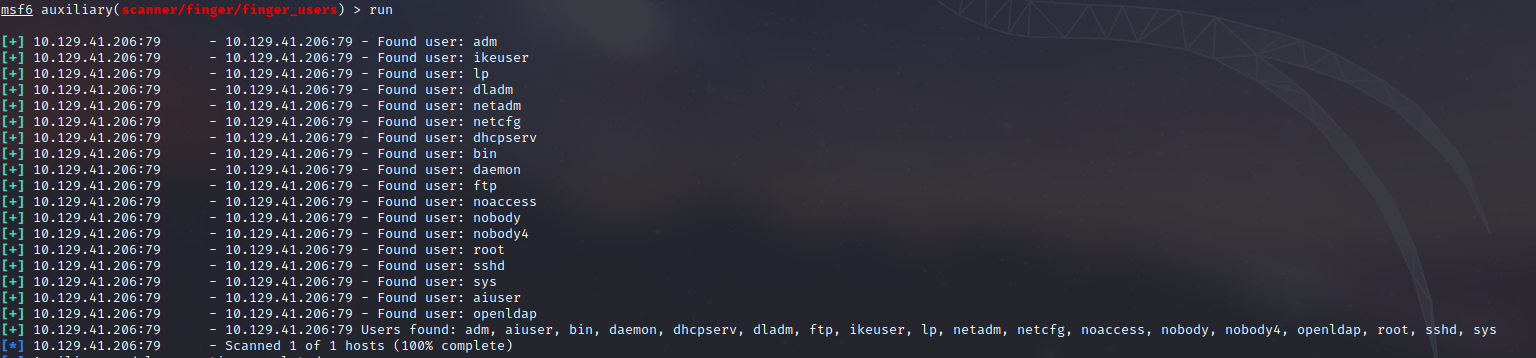 msf6 auxiliary(scanner/finger/finger_users) > run
[+] 10.129.41.206:79      - 10.129.41.206:79 - Found user: adm
[+] 10.129.41.206:79      - 10.129.41.206:79 - Found user: ikeuser
[+] 10.129.41.206:79      - 10.129.41.206:79 - Found user: lp
[+] 10.129.41.206:79      - 10.129.41.206:79 - Found user: dladm
[+] 10.129.41.206:79      - 10.129.41.206:79 - Found user: netadm
[+] 10.129.41.206:79      - 10.129.41.206:79 - Found user: netcfg
[+] 10.129.41.206:79      - 10.129.41.206:79 - Found user: dhcpserv
[+] 10.129.41.206:79      - 10.129.41.206:79 - Found user: bin
[+] 10.129.41.206:79      - 10.129.41.206:79 - Found user: daemon
[+] 10.129.41.206:79      - 10.129.41.206:79 - Found user: ftp
[+] 10.129.41.206:79      - 10.129.41.206:79 - Found user: noaccess
[+] 10.129.41.206:79      - 10.129.41.206:79 - Found user: nobody
[+] 10.129.41.206:79      - 10.129.41.206:79 - Found user: nobody4
[+] 10.129.41.206:79      - 10.129.41.206:79 - Found user: root
[+] 10.129.41.206:79      - 10.129.41.206:79 - Found user: sshd
[+] 10.129.41.206:79      - 10.129.41.206:79 - Found user: sys
[+] 10.129.41.206:79      - 10.129.41.206:79 - Found user: aiuser
[+] 10.129.41.206:79      - 10.129.41.206:79 - Found user: openldap
[+] 10.129.41.206:79      - 10.129.41.206:79 Users found: adm, aiuser, bin, daemon, dhcpserv, dladm, ftp, ikeuser, lp, netadm, netcfg, noaccess, nobody, nobody4, openldap, root, sshd, sys
[*] 10.129.41.206:79      - Scanned 1 of 1 hosts (100% complete)